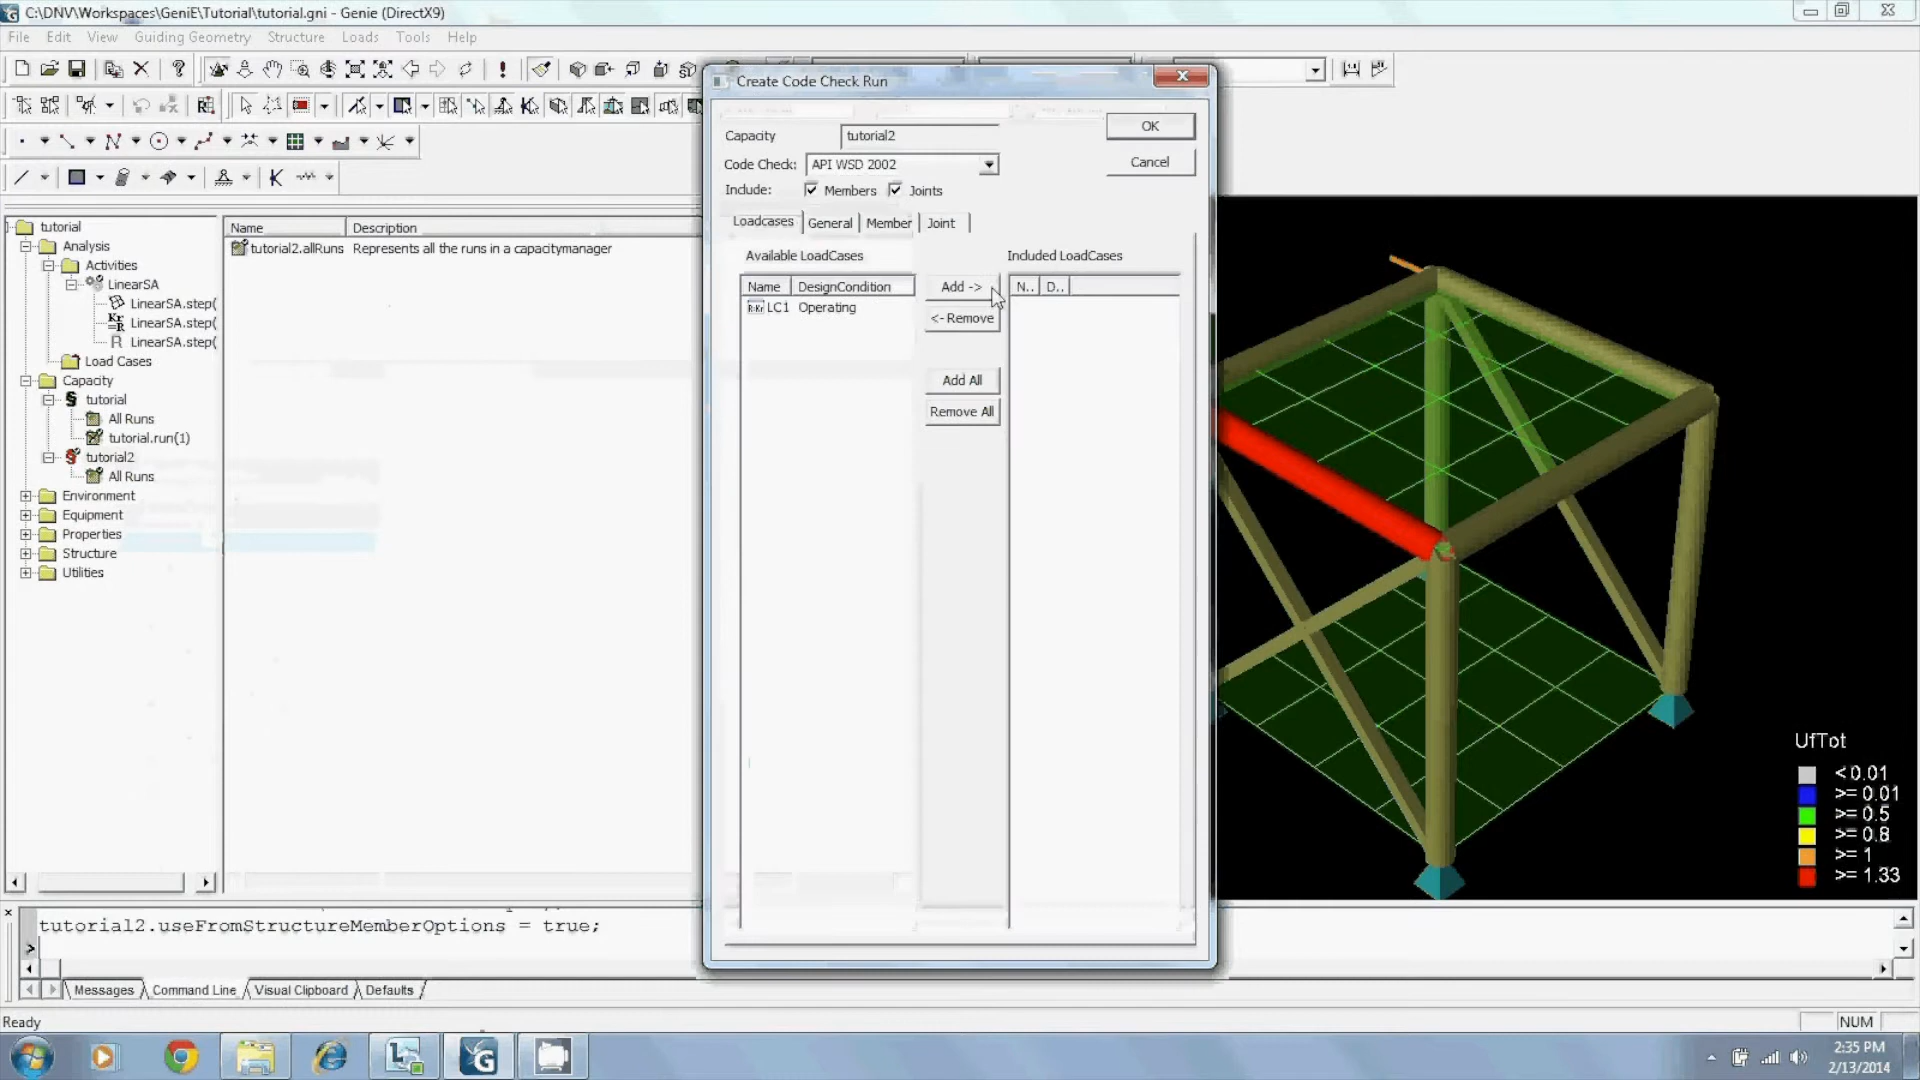 C:\DNV\Workspaces\GeniE\Tutorial\tutorial.gni - Genie (DirectX9)
File Edit View Guiding Geometry Structure Loads Tools Help
Create Code Check Run
Capacity tutorial2
OK
Code Check: API WSD 2002
Cancel
Include: Members Joints
Loadcases General Member Joint
Available LoadCases
Included LoadCases
Name DesignCondition
Add ->
N.. D..
LC1 Operating
<- Remove
Add All
Remove All
tutorial
Analysis
Activities
LinearSA
LinearSA.step(
LinearSA.step(
LinearSA.step(
Load Cases
Capacity
tutorial
All Runs
tutorial.run(1)
tutorial2
All Runs
Environment
Equipment
Properties
Structure
Utilities
Name Description
tutorial2.allRuns Represents all the runs in a capacitymanager
UfTot
<0.01
>= 0.01
>= 0.5
>= 0.8
>= 1
>= 1.33
tutorial2.useFromStructureMemberOptions = true;
>
Messages Command Line Visual Clipboard Defaults
Ready
NUM
2:35 PM
2/13/2014